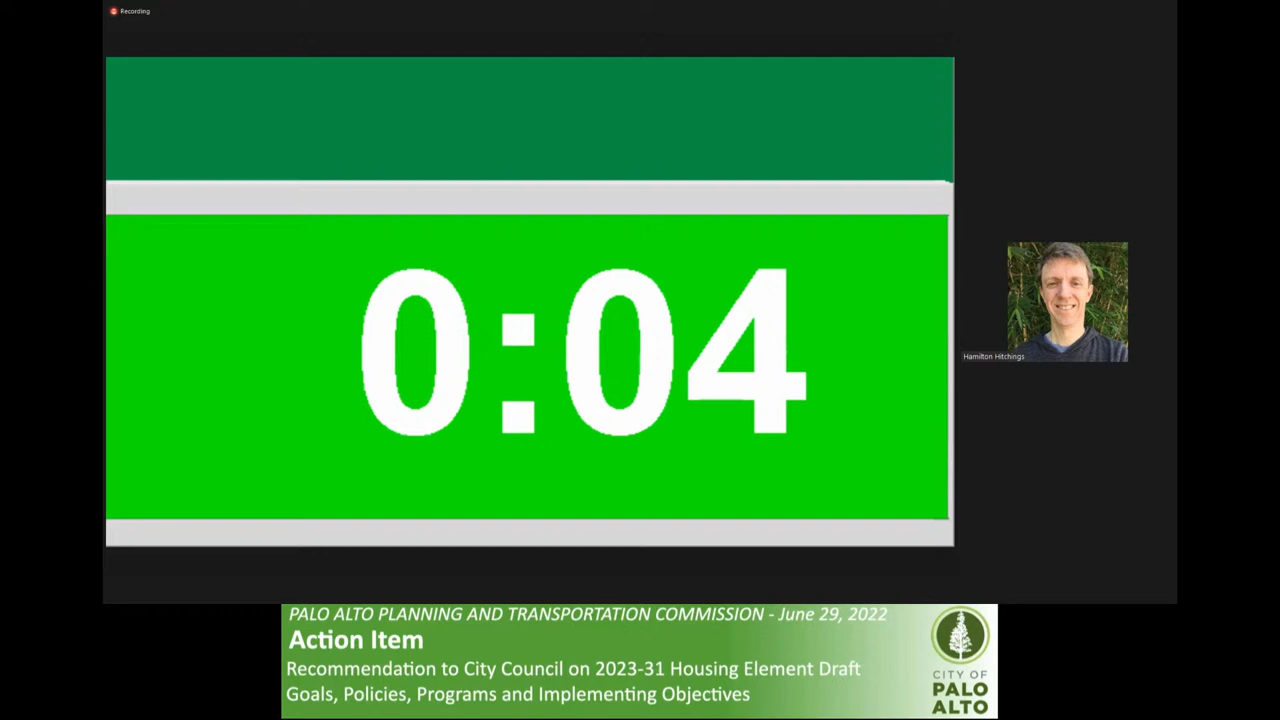 Recording
0:04
Hamilton Hitchings
PALO ALTO PLANNING AND TRANSPORTATION COMMISSION - June 29, 2022
Action Item
Recommendation to City Council on 2023-31 Housing Element Draft
Goals, Policies, Programs and Implementing Objectives
CITY OF
PALO
ALTO